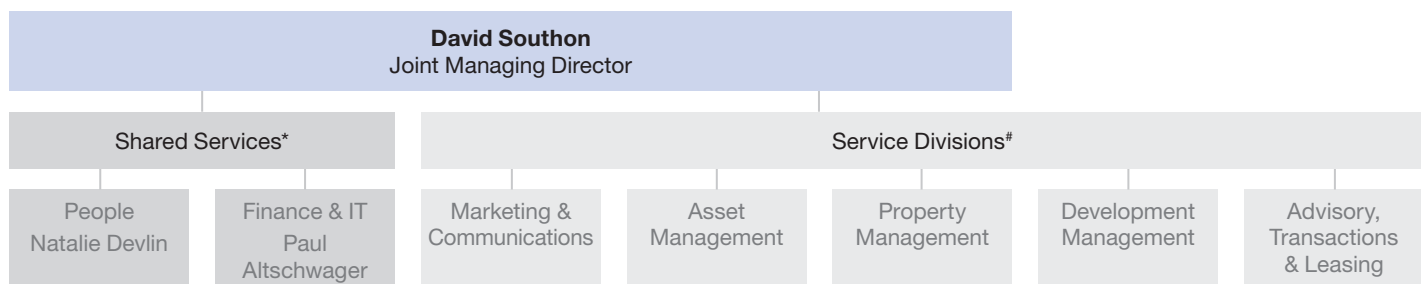 David Southon
Joint Managing Director
Shared Services*
Service Divisions#
People
Natalie Devlin
Finance & IT
Paul
Altschwager
Marketing &
Communications
Asset
Management
Property
Management
Development
Management
Advisory,
Transactions
& Leasing